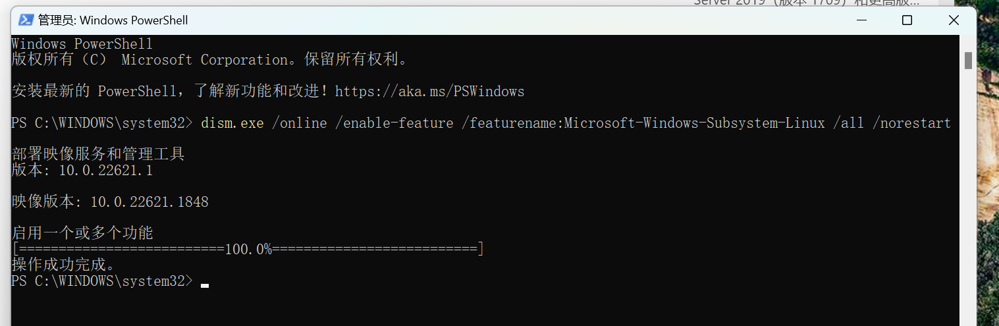 Server 2019（版本 1709）和更高版...
管理员: Windows PowerShell
Windows PowerShell
版权所有（C） Microsoft Corporation。保留所有权利。
安装最新的 PowerShell，了解新功能和改进！https://aka.ms/PSWindows
PS C:\WINDOWS\system32> dism.exe /online /enable-feature /featurename:Microsoft-Windows-Subsystem-Linux /all /norestart
部署映像服务和管理工具
版本: 10.0.22621.1
映像版本: 10.0.22621.1848
启用一个或多个功能
[==========================100.0%==========================]
操作成功完成。
PS C:\WINDOWS\system32>